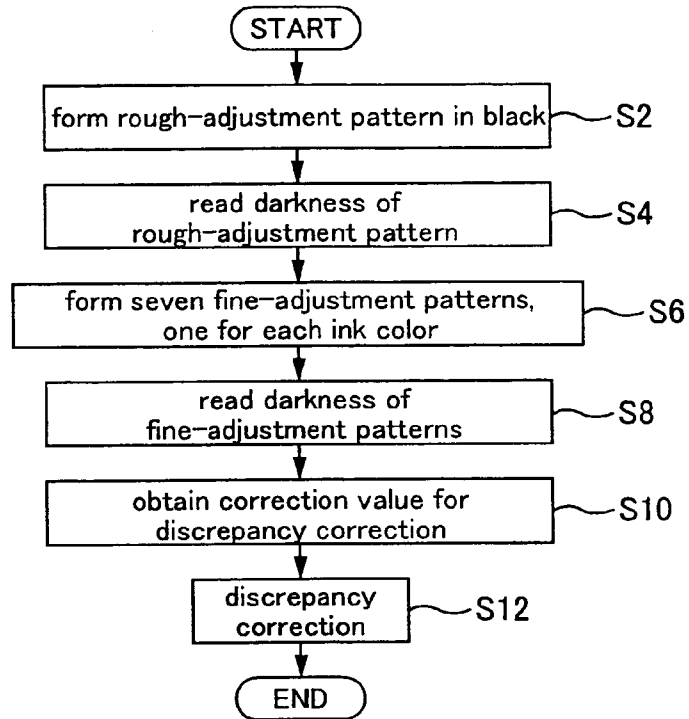 START
form rough-adjustment pattern in black
S2
read darkness of
rough-adjustment pattern
S4
form seven fine-adjustment patterns,
one for each ink color
S6
read darkness of
fine-adjustment patterns
S8
obtain correction value for
discrepancy correction
S10
discrepancy
correction
S12
END